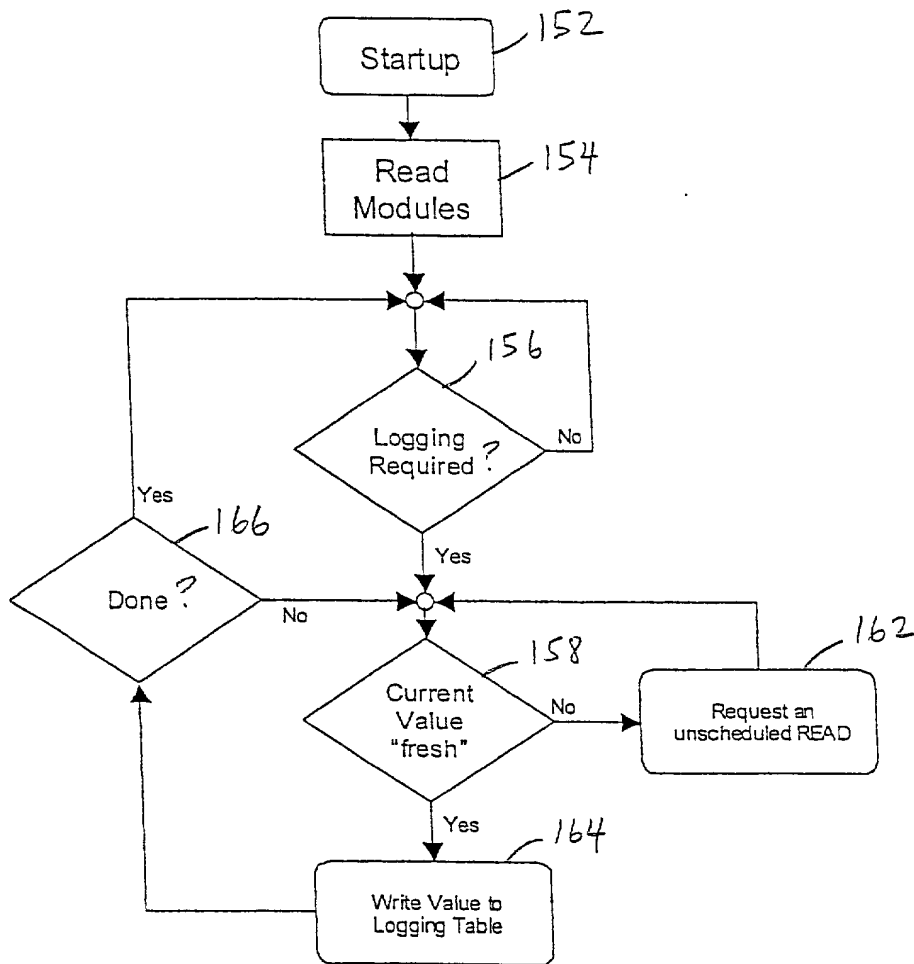 Startup
152
Read
Modules
154
156
Logging
Required?
No
Yes
166
Yes
Done?
No
158
Current
Value
"fresh"
No
162
Request an
unscheduled READ
Yes
164
Write Value to
Logging Table